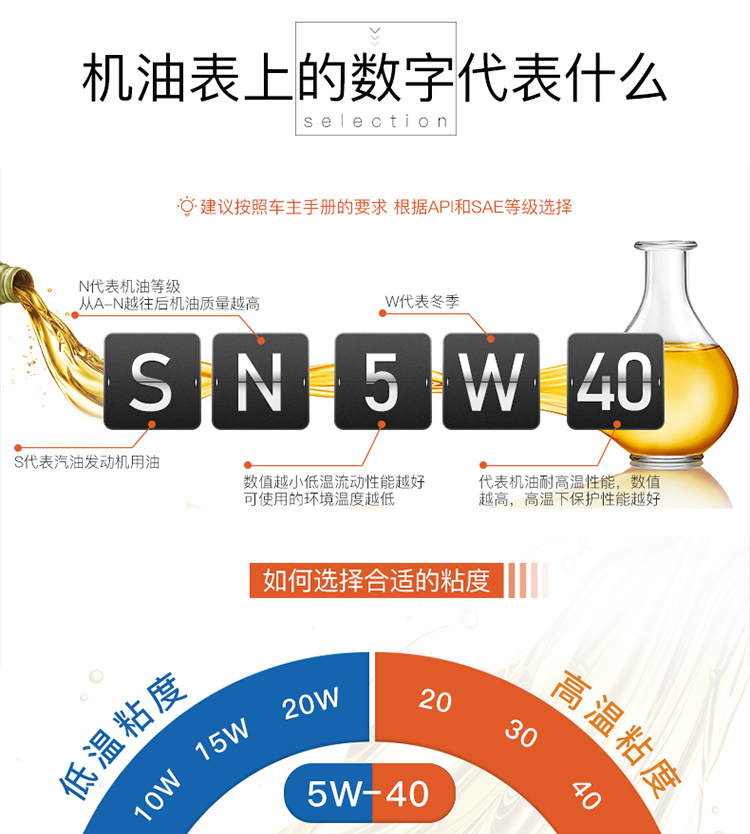 机油表上的数字代表什么
selection
建议按照车主手册的要求 根据API和SAE等级选择
N代表机油等级
从A-N越往后机油质量越高
W代表冬季
S N 5 W 40
S代表汽油发动机用油
数值越小低温流动性能越好
可使用的环境温度越低
代表机油耐高温性能，数值
越高，高温下保护性能越好
如何选择合适的粘度
低温粘度
10W
15W
20W
20
30
40
高温粘度
5W-40